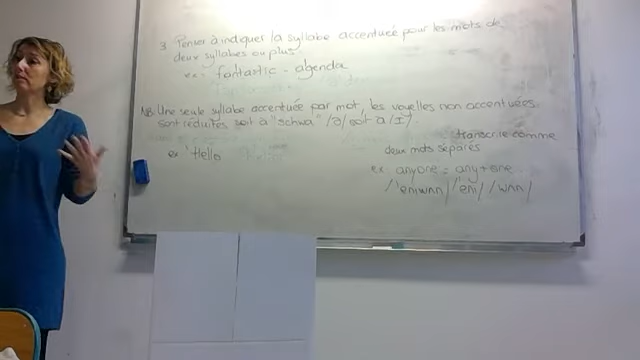 3. Penser à indiquer la syllabe accentuée pour les mots de
deux syllabes ou plus
ex: fantastic - agenda
NB: Une seule syllabe accentuée par mot, les voyelles non accentuées
sont réduites soit à "schwa" /ə/ soit à /I/.
ex 'Hello
transcrire comme
deux mots séparés
ex: anyone = any + one
/'eniwʌn/ /'eni/ /wʌn/